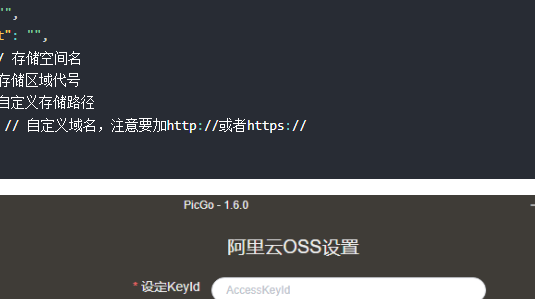 '",
t": "",
/ 存储空间名
存储区域代号
自定义存储路径
// 自定义域名，注意要加http://或者https://
PicGo - 1.6.0
阿里云OSS设置
* 设定KeyId
AccessKeyId